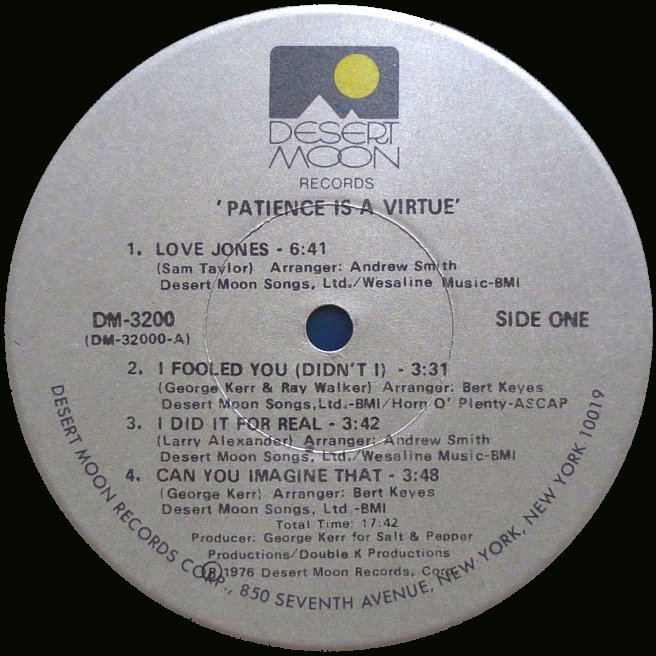 DESERT
MOON
RECORDS
'PATIENCE IS A VIRTUE'
1. LOVE JONES - 6:41
(Sam Taylor) Arranger: Andrew Smith
Desert Moon Songs, Ltd./Wesaline Music-BMI
DM-3200
(DM-32000-A)
SIDE ONE
2. I FOOLED YOU (DIDN'T I) - 3:31
(George Kerr & Ray Walker) Arranger: Bert Keyes
Desert Moon Songs,Ltd.-BMI/Horn O' Plenty-ASCAP
3. I DID IT FOR REAL - 3:42
(Larry Alexander) Arranger: Andrew Smith
Desert Moon Songs, Ltd./Wesaline Music-BMI
4. CAN YOU IMAGINE THAT - 3:48
(George Kerr) Arranger: Bert Keyes
Desert Moon Songs, Ltd -BMI
Total Time: 17:42
Producer: George Kerr for Salt & Pepper
Productions/Double K Productions
℗1976 Desert Moon Records, Corp.
DESERT MOON RECORDS CORP., 850 SEVENTH AVENUE, NEW YORK, NEW YORK 10019